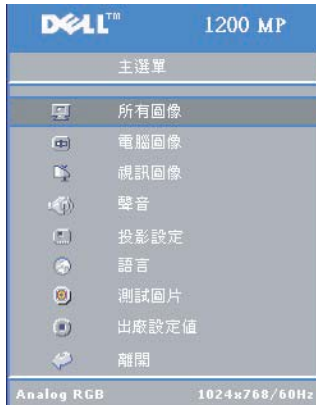 DELL™ 1200 MP
主選單
所有圖像
電腦圖像
視訊圖像
聲音
投影設定
語言
測試圖片
出廠設定值
離開
Analog RGB 1024x768/60Hz